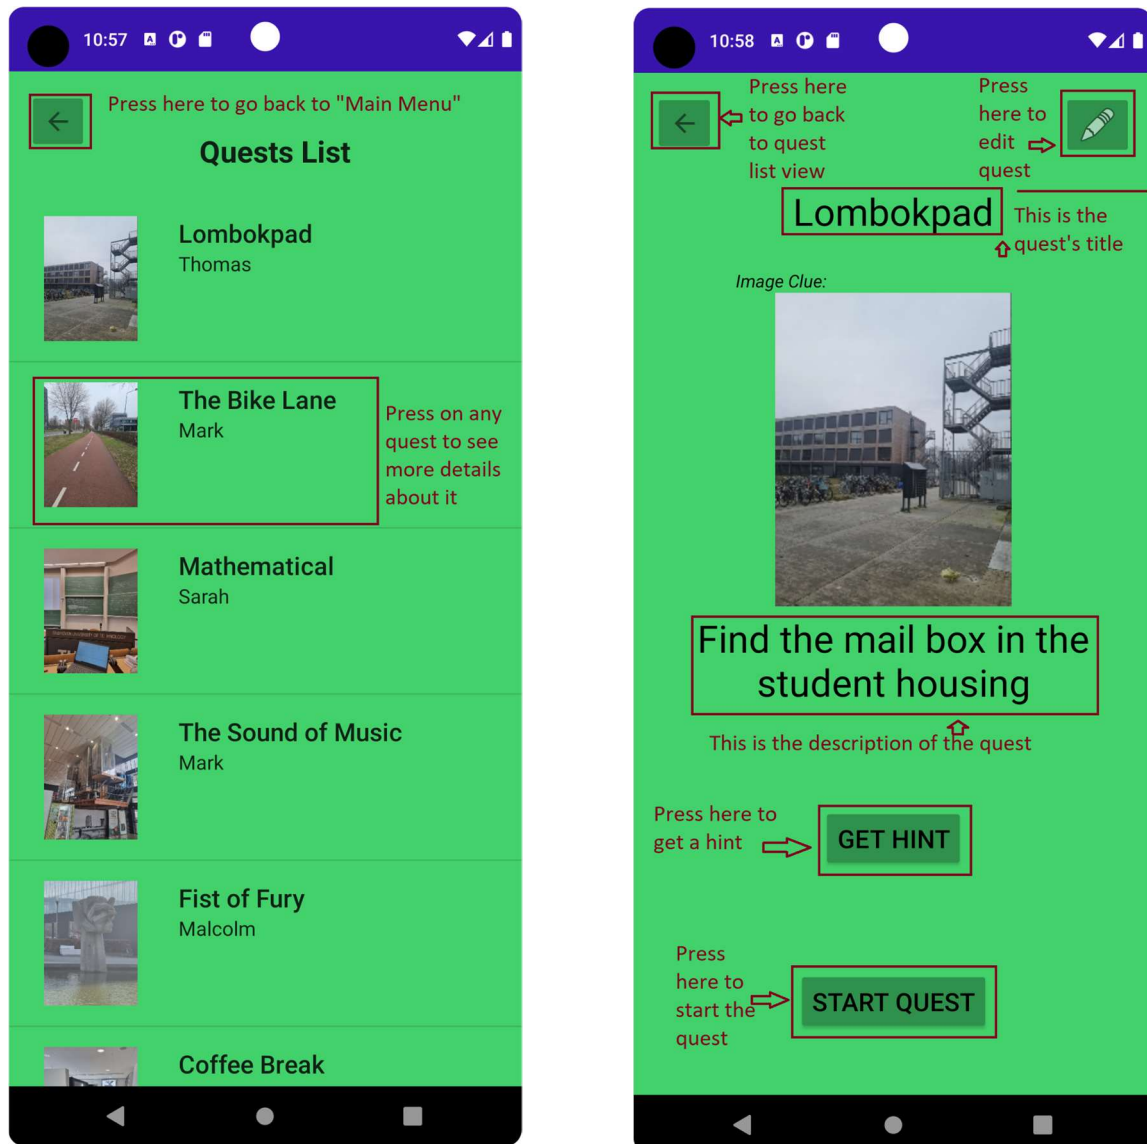 10:57
Press here to go back to "Main Menu"
Quests List
Lombokpad
Thomas
The Bike Lane
Mark
Press on any
quest to see
more details
about it
Mathematical
Sarah
The Sound of Music
Mark
Fist of Fury
Malcolm
Coffee Break
10:58
Press here
to go back
to quest
list view
Press
here to
edit
quest
Lombokpad
This is the
quest's title
Image Clue:
Find the mail box in the
student housing
This is the description of the quest
Press here to
get a hint
GET HINT
Press
here to
start the
quest
START QUEST